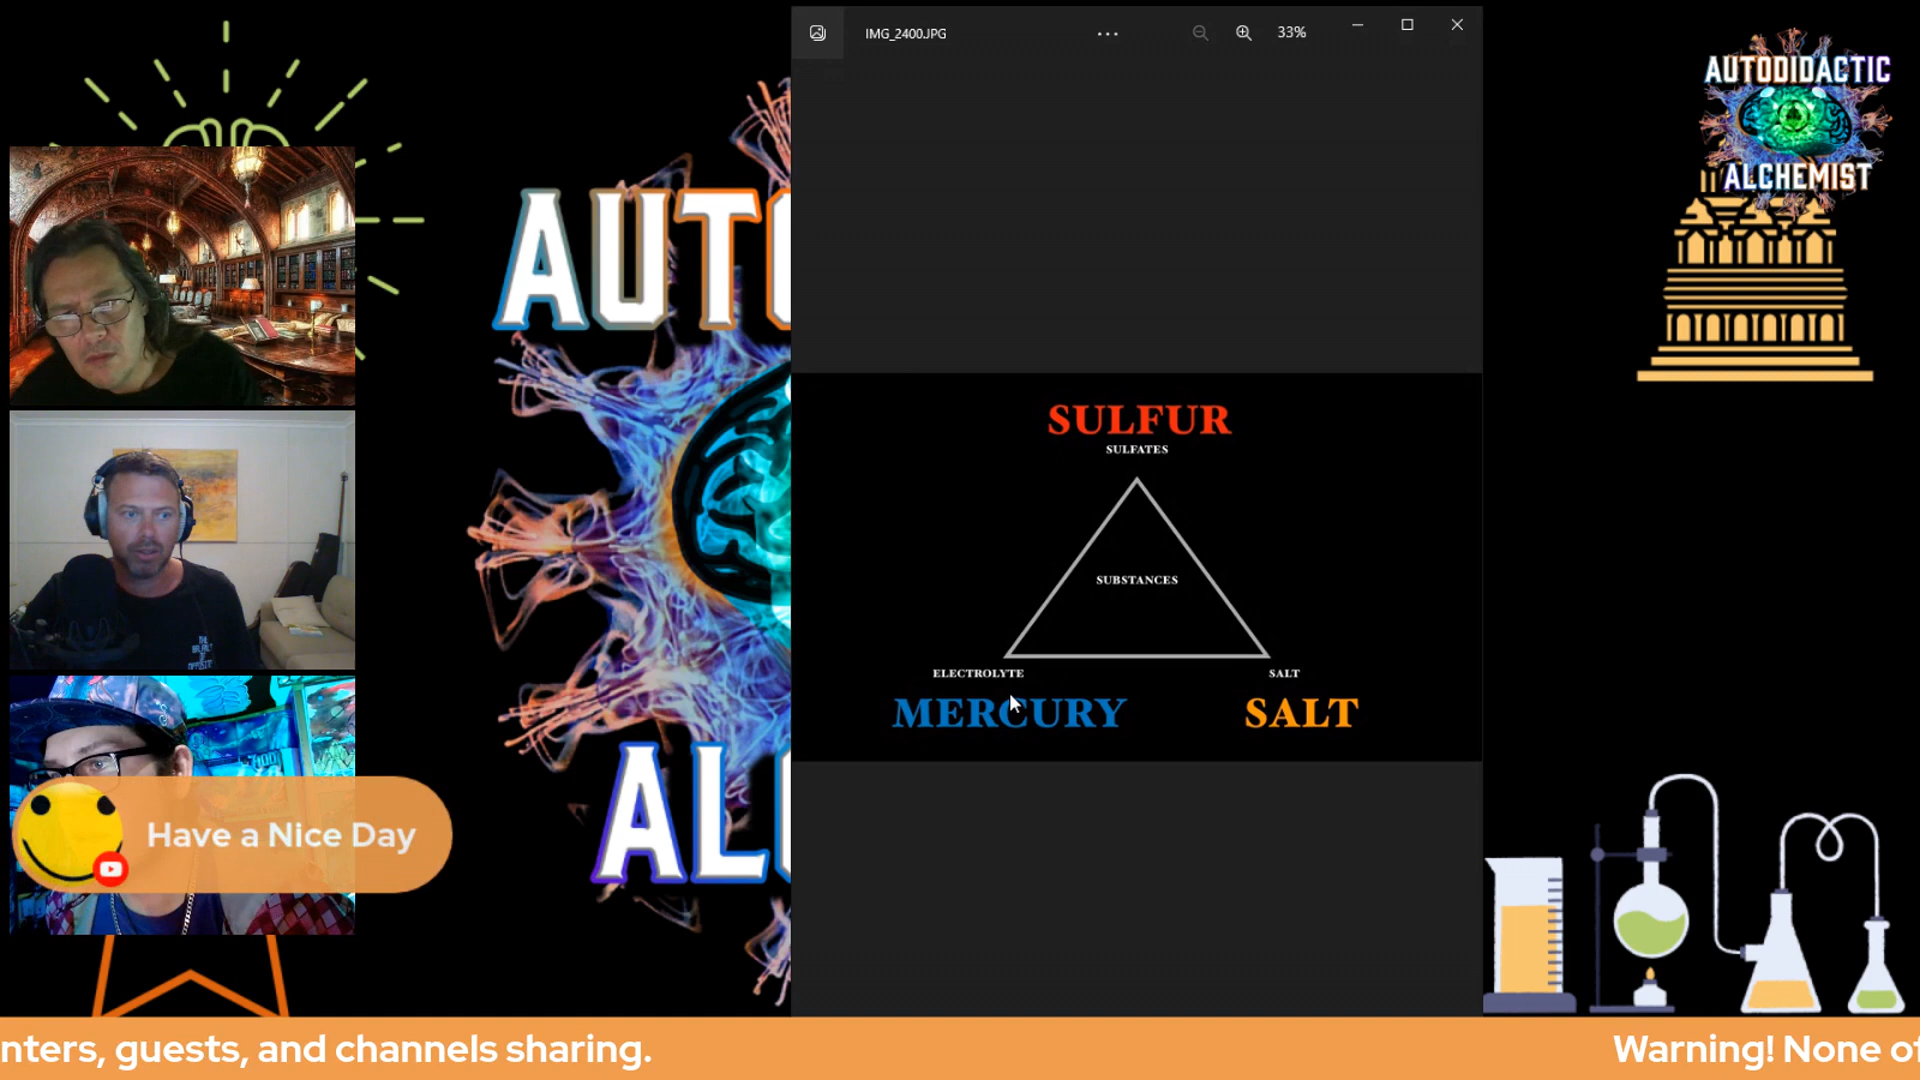 IMG_2400.JPG
33%
AUTODIDACTIC
ALCHEMIST
AUTO
SULFUR
SULFATES
SUBSTANCES
ELECTROLYTE
SALT
MERCURY
SALT
AL
Have a Nice Day
nters, guests, and channels sharing.
Warning! None of